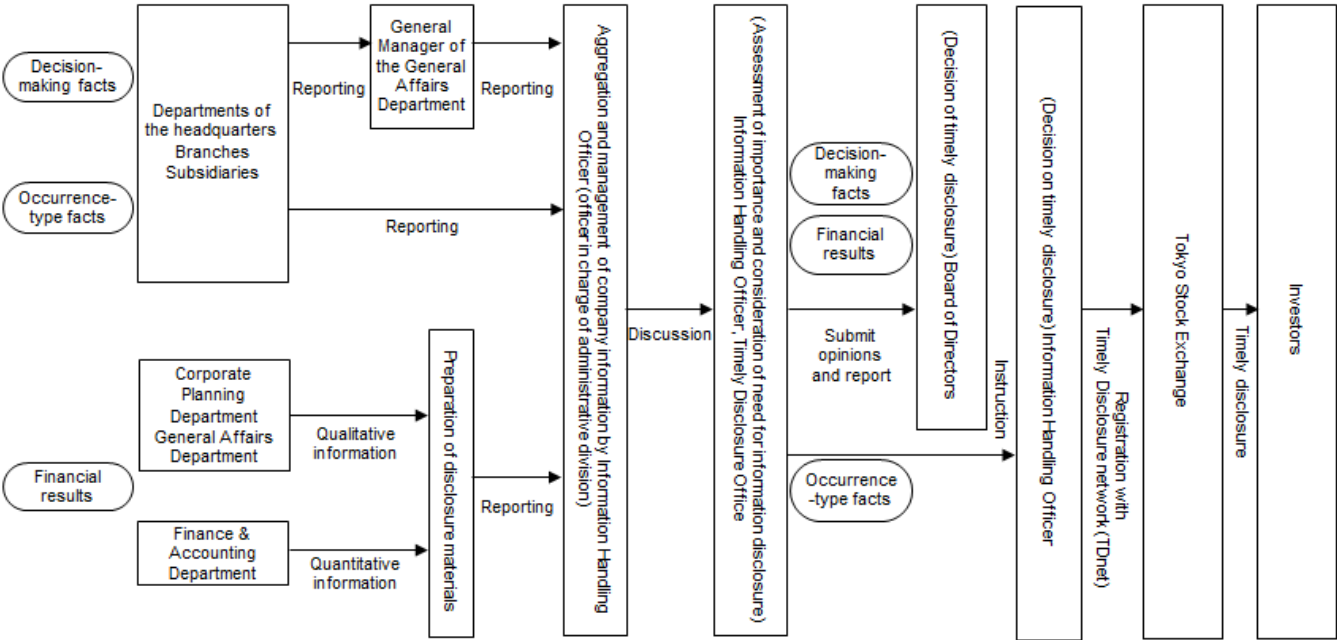 Decision-
making facts
Occurrence-
type facts
Financial
results
Departments of
the headquarters
Branches
Subsidiaries
Corporate
Planning
Department
General Affairs
Department
Finance &
Accounting
Department
Reporting
General
Manager of
the General
Affairs
Department
Reporting
Reporting
Qualitative
information
Quantitative
information
Preparation of disclosure materials
Reporting
Aggregation and management of company information by Information Handling
Officer (officer in charge of administrative division)
Discussion
(Assessment of importance and consideration of need for information disclosure)
Information Handling Officer, Timely Disclosure Office
Decision-
making
facts
Financial
results
Submit
opinions
and report
Occurrence
-type facts
(Decision of timely disclosure) Board of Directors
Instruction
(Decision on timely disclosure) Information Handling Officer
Registration with
Timely Disclosure network (TDnet)
Tokyo Stock Exchange
Timely disclosure
Investors